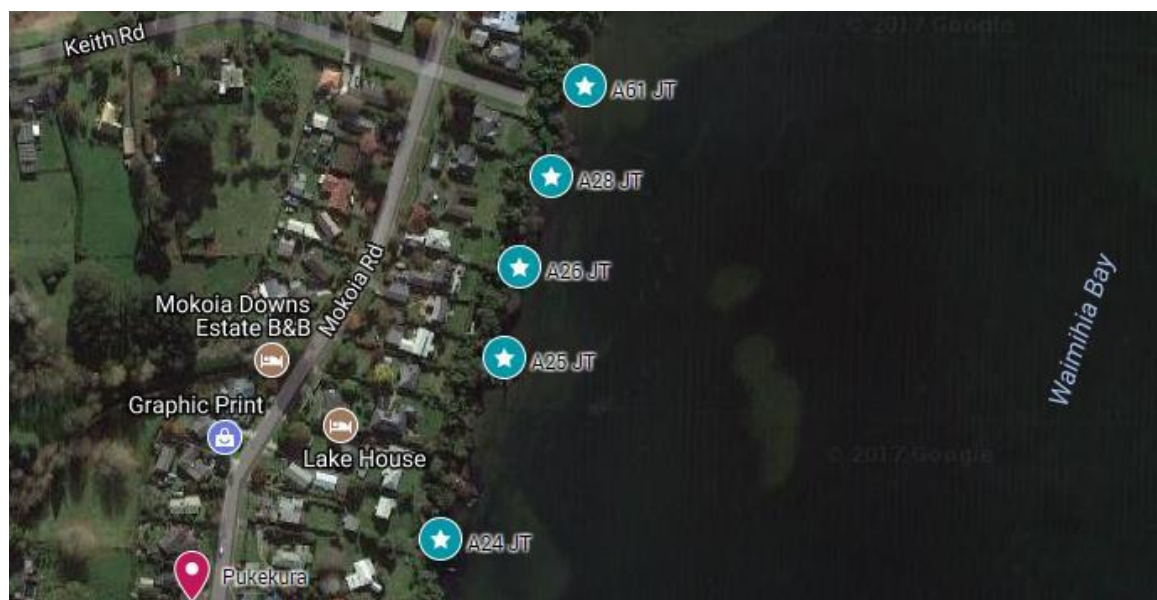 © 2017 Google
Keith Rd
A61 JT
A28 JT
A26 JT
Mokoia Rd
Mokoia Downs
Estate B&B
Waimihia Bay
A25 JT
Graphic Print
Lake House
© 2017 Google
A24 JT
Pukekura